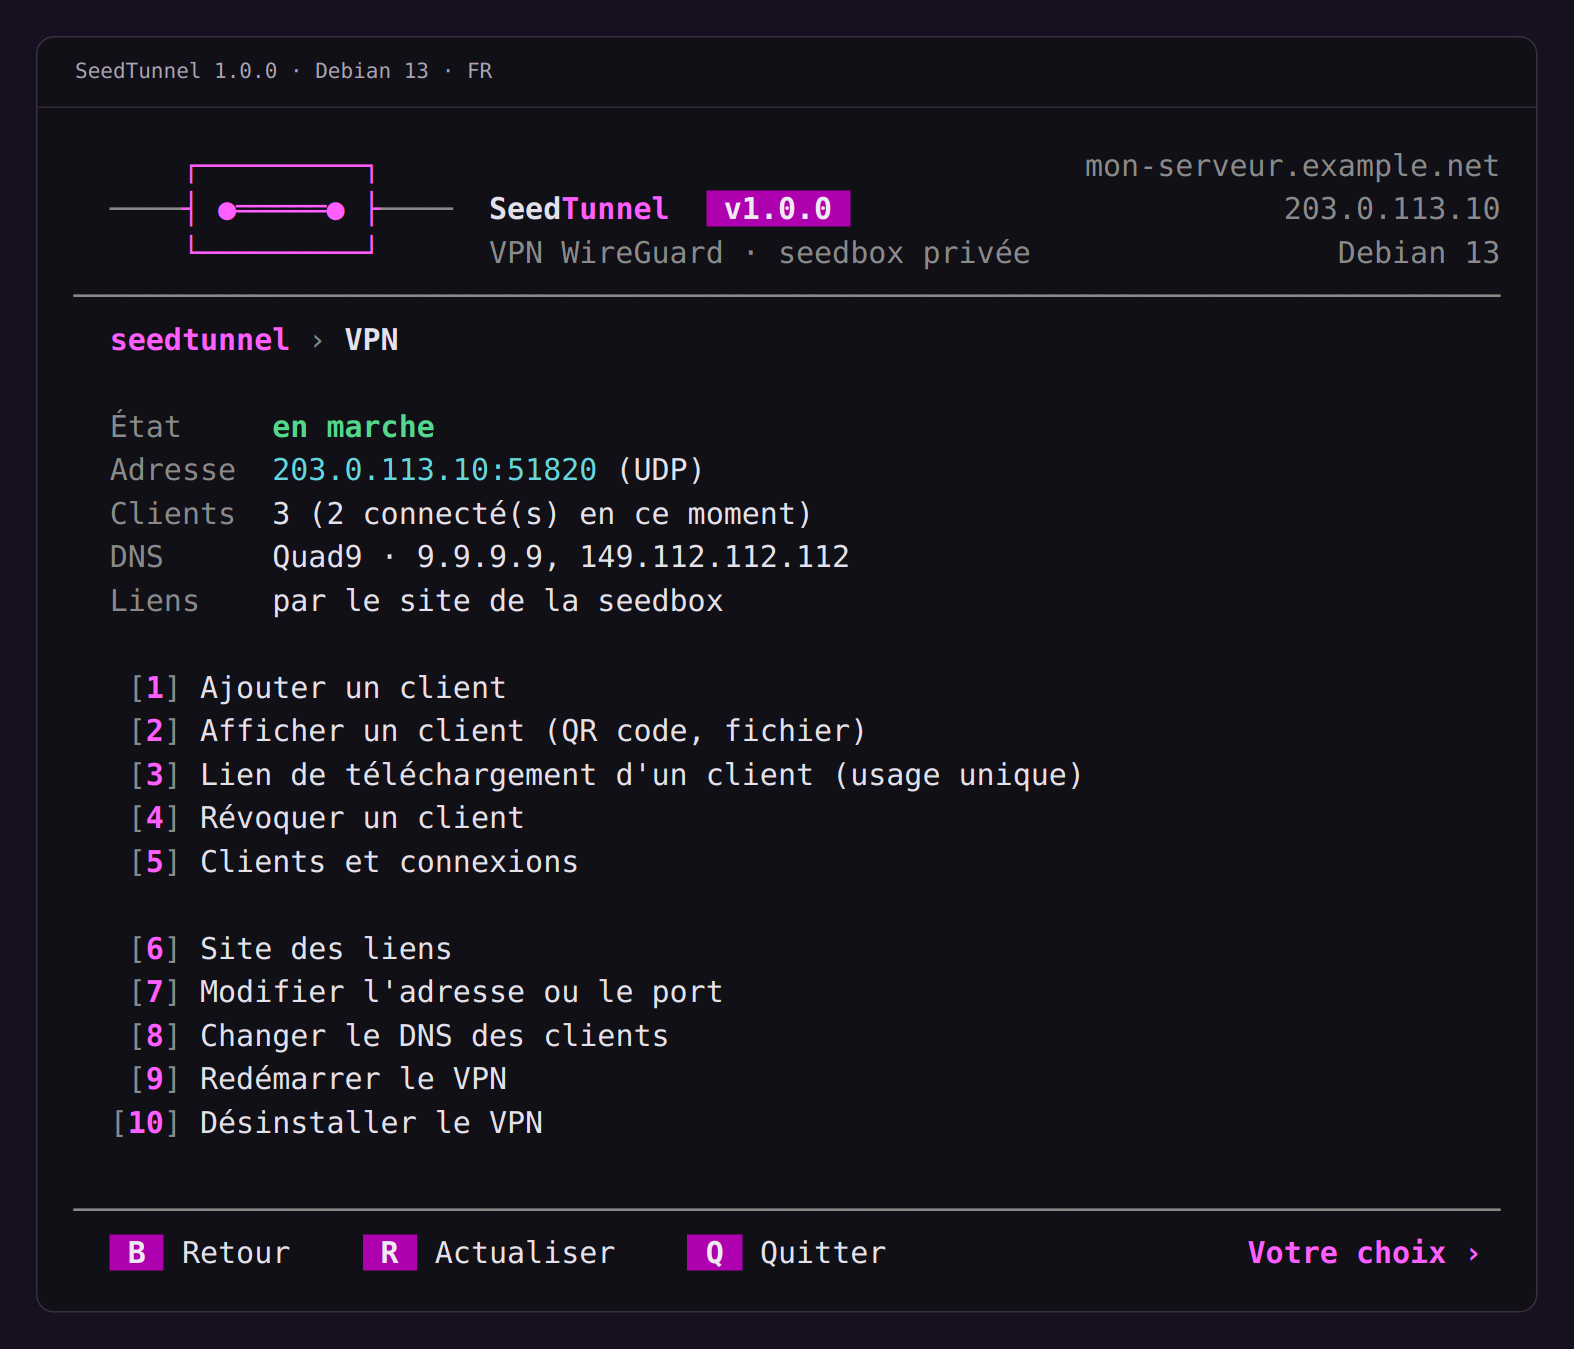 SeedTunnel 1.0.0 · Debian 13 · FR
mon-serveur.example.net
SeedTunnel v1.0.0 203.0.113.10
VPN WireGuard · seedbox privée Debian 13
seedtunnel › VPN
État en marche
Adresse 203.0.113.10:51820 (UDP)
Clients 3 (2 connecté(s) en ce moment)
DNS Quad9 · 9.9.9.9, 149.112.112.112
Liens par le site de la seedbox
[1] Ajouter un client
[2] Afficher un client (QR code, fichier)
[3] Lien de téléchargement d'un client (usage unique)
[4] Révoquer un client
[5] Clients et connexions
[6] Site des liens
[7] Modifier l'adresse ou le port
[8] Changer le DNS des clients
[9] Redémarrer le VPN
[10] Désinstaller le VPN
B Retour R Actualiser Q Quitter Votre choix ›